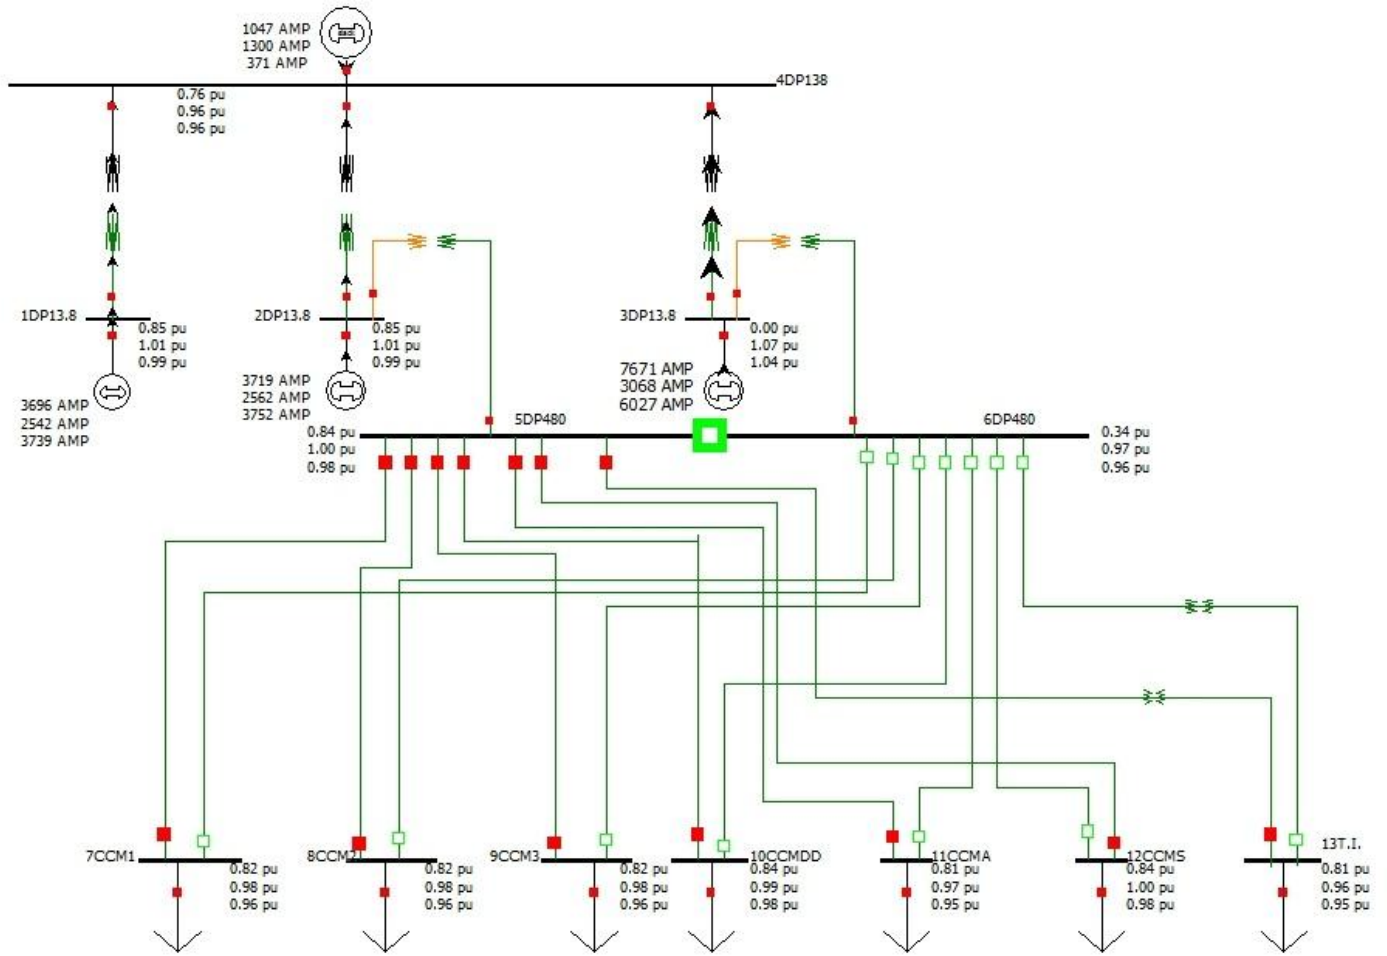 1047 AMP
1300 AMP
371 AMP
4DP138
0.76 pu
0.96 pu
0.96 pu
1DP13.8
0.85 pu
1.01 pu
0.99 pu
2DP13.8
0.85 pu
1.01 pu
0.99 pu
3DP13.8
0.00 pu
1.07 pu
1.04 pu
3696 AMP
2542 AMP
3739 AMP
3719 AMP
2562 AMP
3752 AMP
7671 AMP
3068 AMP
6027 AMP
5DP480
6DP480
0.84 pu
1.00 pu
0.98 pu
0.34 pu
0.97 pu
0.96 pu
7CCM1
0.82 pu
0.98 pu
0.96 pu
8CCM2
0.82 pu
0.98 pu
0.96 pu
9CCM3
0.82 pu
0.98 pu
0.96 pu
10CCMDD
0.84 pu
0.99 pu
0.98 pu
11CCMA
0.81 pu
0.97 pu
0.95 pu
12CCMS
0.84 pu
1.00 pu
0.98 pu
13T.I.
0.81 pu
0.96 pu
0.95 pu